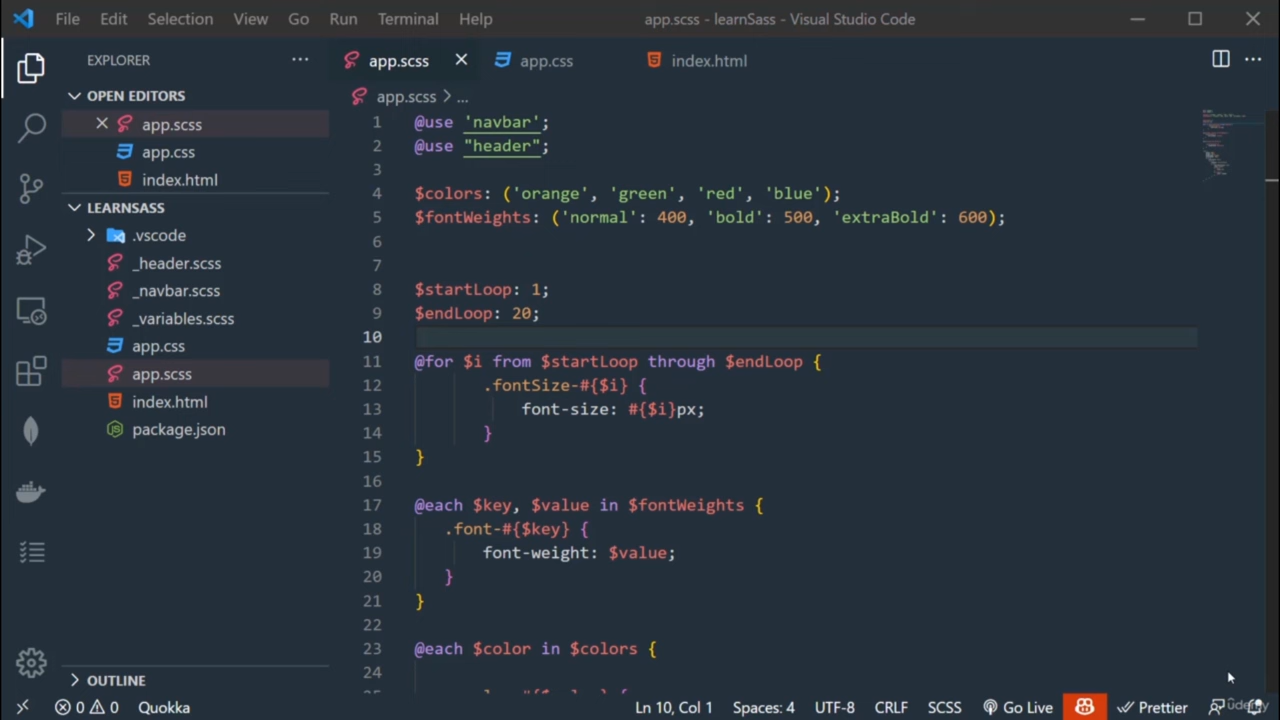 File Edit Selection View Go Run Terminal Help app.scss - learnSass - Visual Studio Code
EXPLORER
app.scss
app.css
index.html
OPEN EDITORS
app.scss
app.css
index.html
LEARNSASS
.vscode
_header.scss
_navbar.scss
_variables.scss
app.css
app.scss
index.html
package.json
OUTLINE
app.scss > ...
1 @use 'navbar';
2 @use "header";
3
4 $colors: ('orange', 'green', 'red', 'blue');
5 $fontWeights: ('normal': 400, 'bold': 500, 'extraBold': 600);
6
7
8 $startLoop: 1;
9 $endLoop: 20;
10
11 @for $i from $startLoop through $endLoop {
12 .fontSize-#{$i} {
13 font-size: #{$i}px;
14 }
15 }
16
17 @each $key, $value in $fontWeights {
18 .font-#{$key} {
19 font-weight: $value;
20 }
21 }
22
23 @each $color in $colors {
24
0 0 Quokka Ln 10, Col 1 Spaces: 4 UTF-8 CRLF SCSS Go Live Prettier